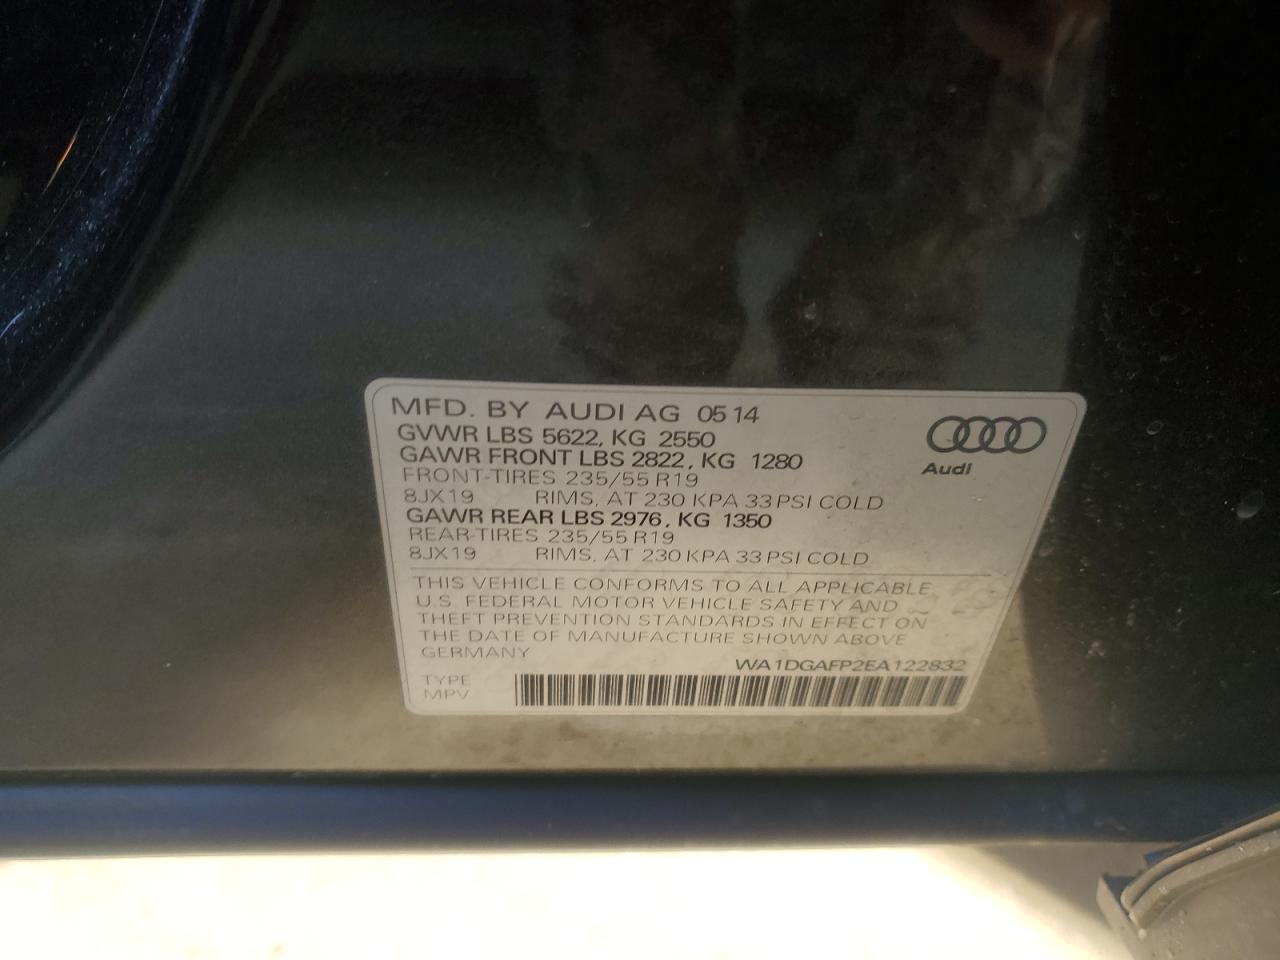 MFD. BY AUDI AG 05 14
GVWR LBS 5622, KG 2550
GAWR FRONT LBS 2822, KG 1280
FRONT-TIRES 235/55 R19
8JX19 RIMS, AT 230 KPA 33 PSI COLD
GAWR REAR LBS 2976, KG 1350
REAR-TIRES 235/55 R19
8JX19 RIMS, AT 230 KPA 33 PSI COLD
Audi
THIS VEHICLE CONFORMS TO ALL APPLICABLE
U.S. FEDERAL MOTOR VEHICLE SAFETY AND
THEFT PREVENTION STANDARDS IN EFFECT ON
THE DATE OF MANUFACTURE SHOWN ABOVE
GERMANY
WA1DGAFP2EA122832
TYPE
MPV